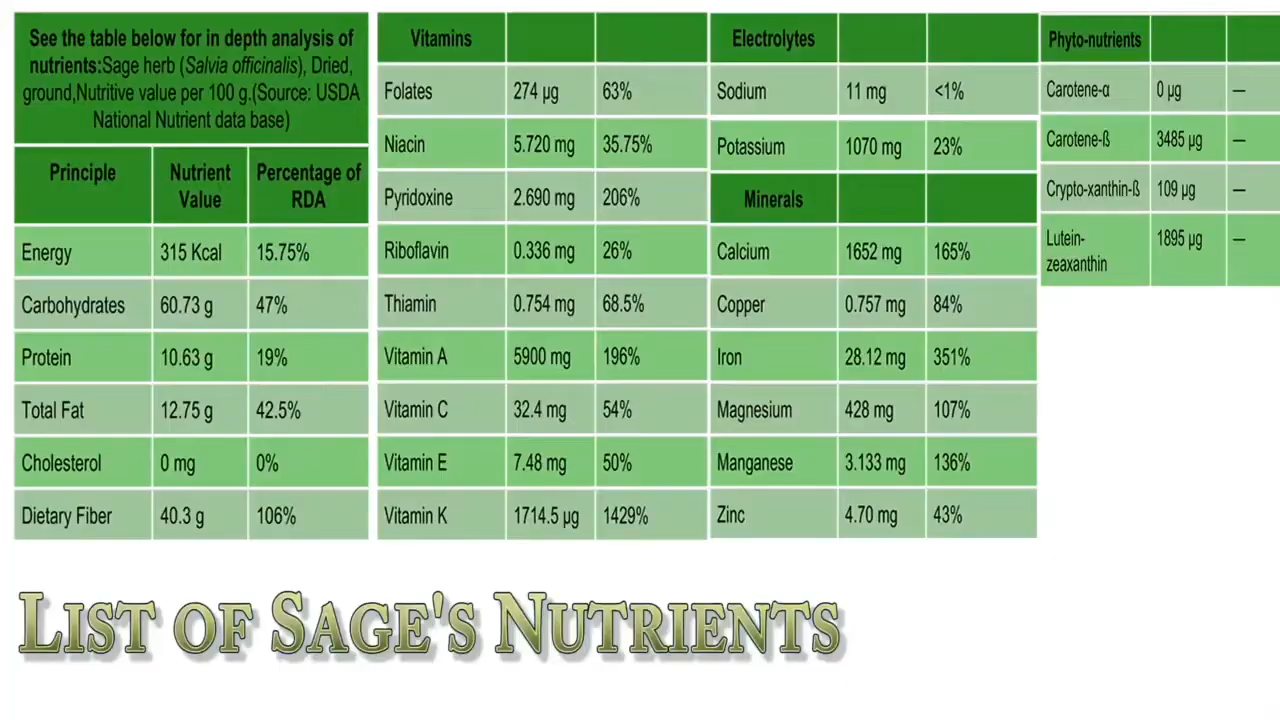 See the table below for in depth analysis of
nutrients:Sage herb (Salvia officinalis), Dried,
ground,Nutritive value per 100 g.(Source: USDA
National Nutrient data base)
Principle Nutrient Value Percentage of RDA
Energy 315 Kcal 15.75%
Carbohydrates 60.73 g 47%
Protein 10.63 g 19%
Total Fat 12.75 g 42.5%
Cholesterol 0 mg 0%
Dietary Fiber 40.3 g 106%
Vitamins
Folates 274 µg 63%
Niacin 5.720 mg 35.75%
Pyridoxine 2.690 mg 206%
Riboflavin 0.336 mg 26%
Thiamin 0.754 mg 68.5%
Vitamin A 5900 mg 196%
Vitamin C 32.4 mg 54%
Vitamin E 7.48 mg 50%
Vitamin K 1714.5 µg 1429%
Electrolytes
Sodium 11 mg <1%
Potassium 1070 mg 23%
Minerals
Calcium 1652 mg 165%
Copper 0.757 mg 84%
Iron 28.12 mg 351%
Magnesium 428 mg 107%
Manganese 3.133 mg 136%
Zinc 4.70 mg 43%
Phyto-nutrients
Carotene-α 0 µg —
Carotene-ß 3485 µg —
Crypto-xanthin-ß 109 µg —
Lutein-zeaxanthin 1895 µg —
List of Sage's Nutrients